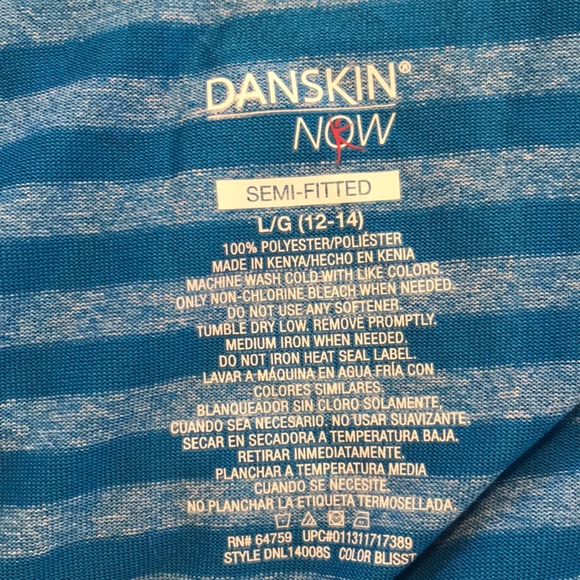 DANSKIN®
NOW
SEMI-FITTED
L/G (12-14)
100% POLYESTER/POLIÉSTER
MADE IN KENYA/HECHO EN KENIA
MACHINE WASH COLD WITH LIKE COLORS.
ONLY NON-CHLORINE BLEACH WHEN NEEDED.
DO NOT USE ANY SOFTENER.
TUMBLE DRY LOW. REMOVE PROMPTLY.
MEDIUM IRON WHEN NEEDED.
DO NOT IRON HEAT SEAL LABEL.
LAVAR A MÁQUINA EN AGUA FRÍA CON
COLORES SIMILARES.
BLANQUEADOR SIN CLORO SOLAMENTE,
CUANDO SEA NECESARIO. NO USAR SUAVIZANTE.
SECAR EN SECADORA A TEMPERATURA BAJA.
RETIRAR INMEDIATAMENTE.
PLANCHAR A TEMPERATURA MEDIA
CUANDO SE NECESITE.
NO PLANCHAR LA ETIQUETA TERMOSELLADA.
RN# 64759 UPC#011311717389
STYLE DNL14008S COLOR BLISST